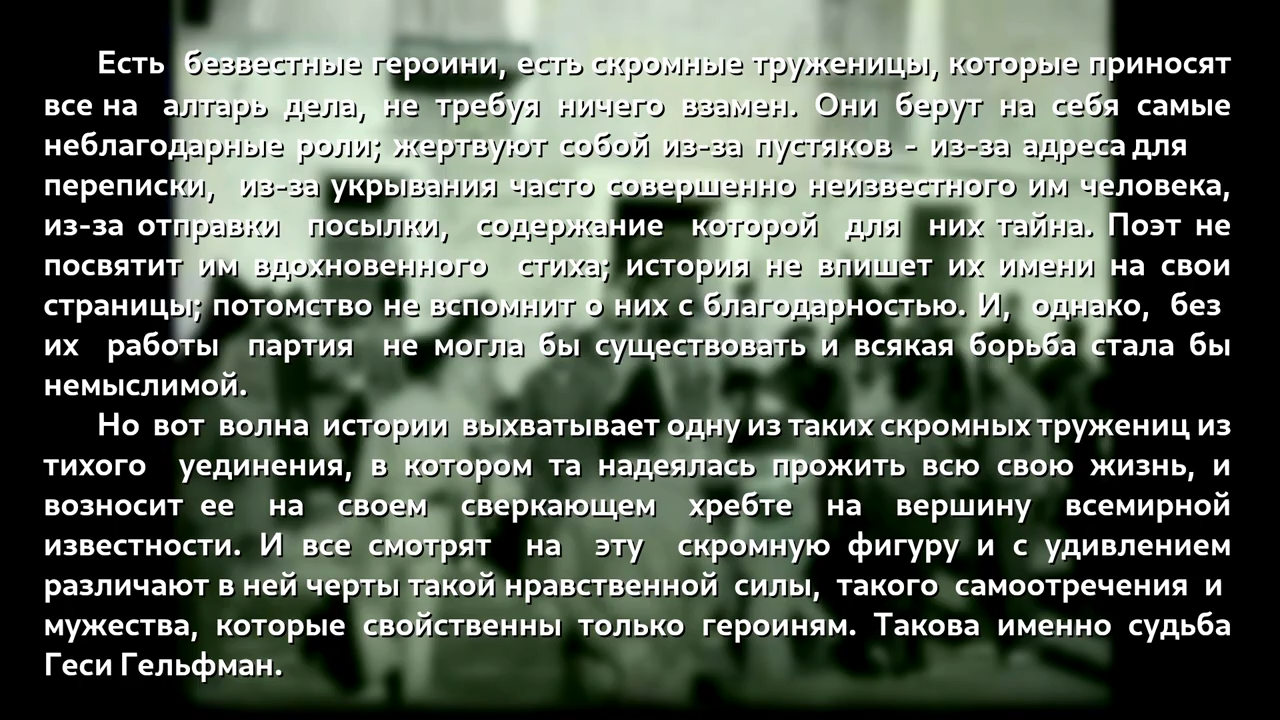 Есть безвестные героини, есть скромные труженицы, которые приносят
все на алтарь дела, не требуя ничего взамен. Они берут на себя самые
неблагодарные роли; жертвуют собой из-за пустяков - из-за адреса для
переписки, из-за укрывания часто совершенно неизвестного им человека,
из-за отправки посылки, содержание которой для них тайна. Поэт не
посвятит им вдохновенного стиха; история не впишет их имени на свои
страницы; потомство не вспомнит о них с благодарностью. И, однако, без
их работы партия не могла бы существовать и всякая борьба стала бы
немыслимой.
Но вот волна истории выхватывает одну из таких скромных тружениц из
тихого уединения, в котором та надеялась прожить всю свою жизнь, и
возносит ее на своем сверкающем хребте на вершину всемирной
известности. И все смотрят на эту скромную фигуру и с удивлением
различают в ней черты такой нравственной силы, такого самоотречения и
мужества, которые свойственны только героиням. Такова именно судьба
Геси Гельфман.